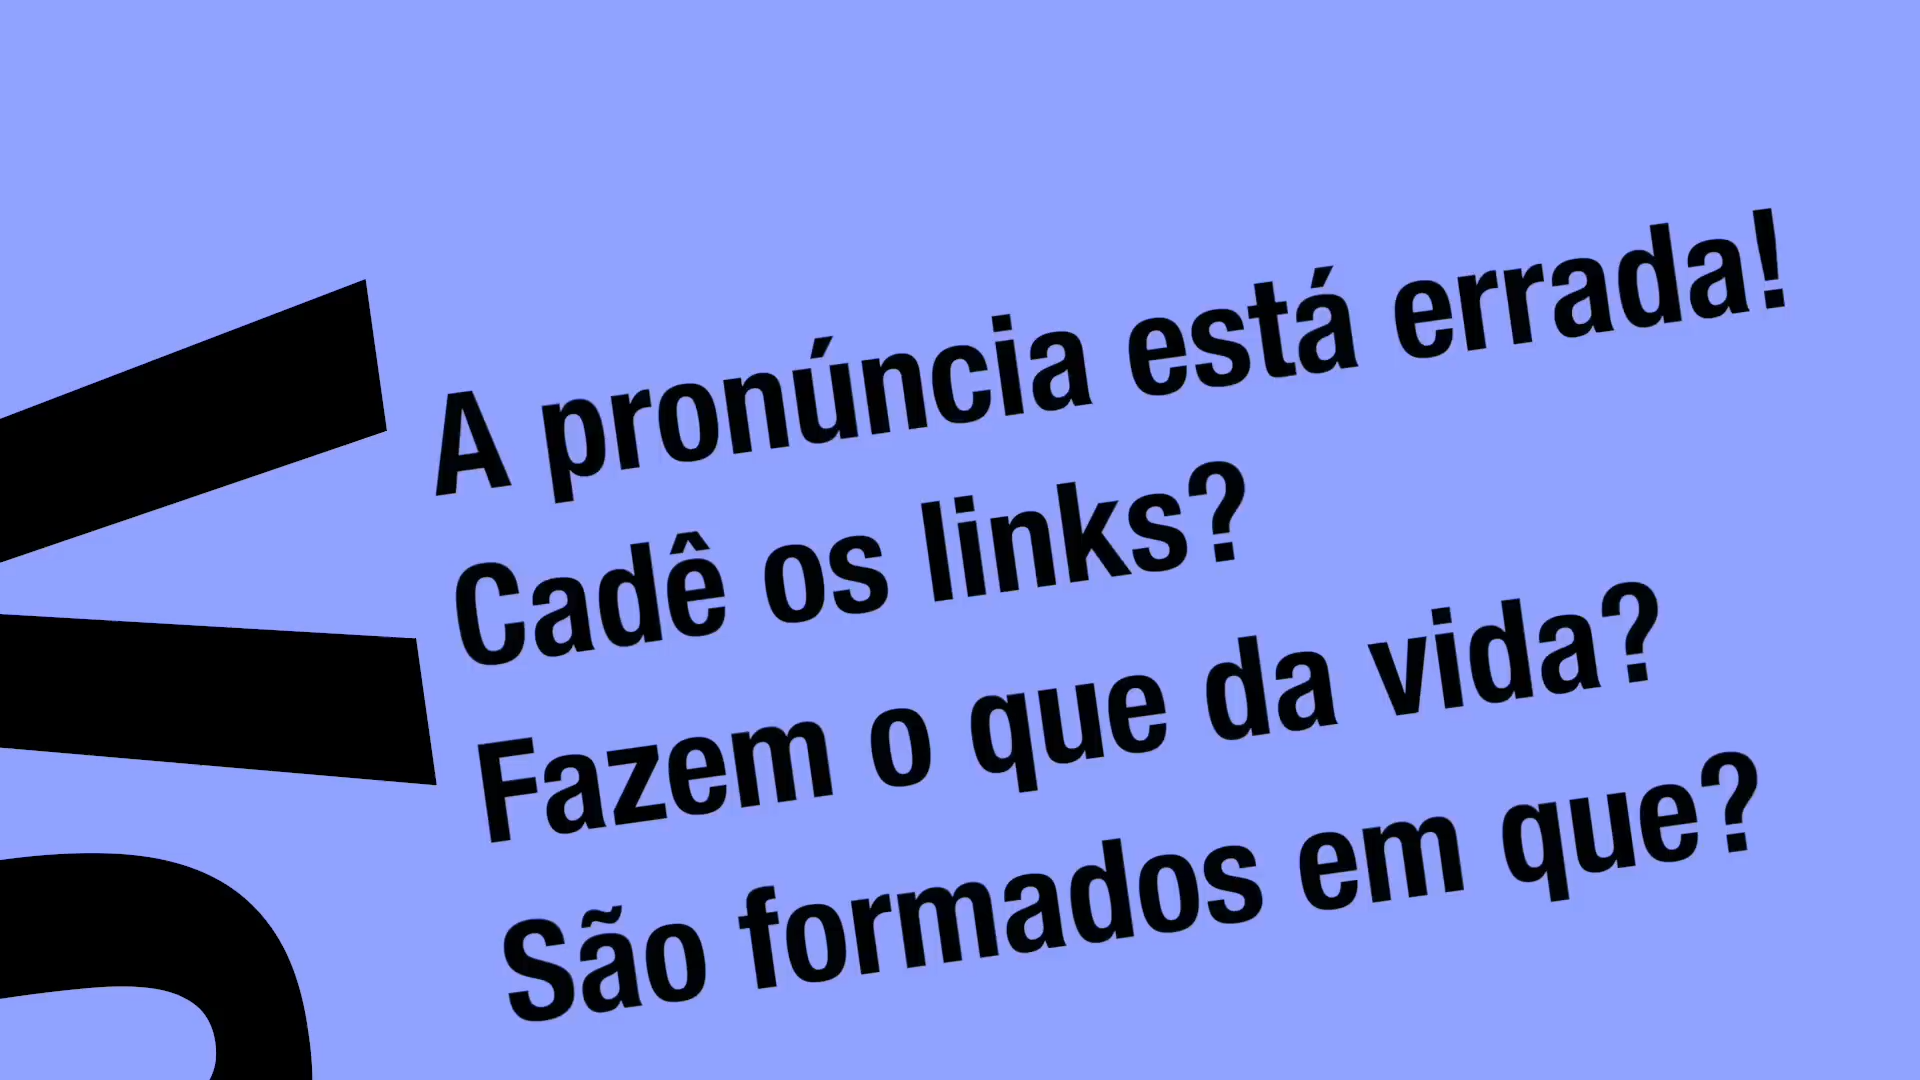 A pronúncia está errada!
Cadê os links?
Fazem o que da vida?
São formados em que?